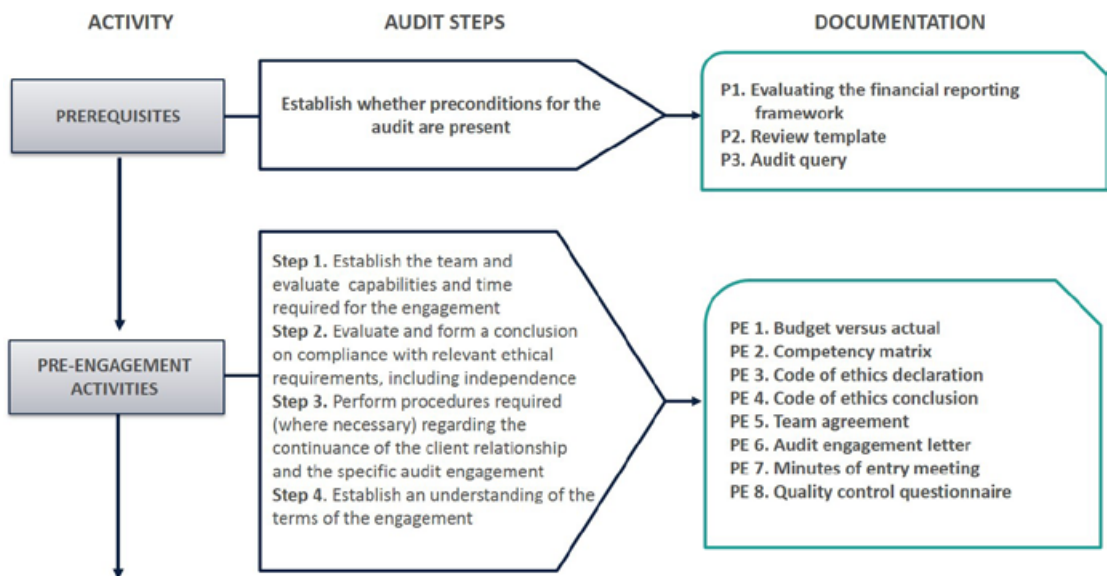 ACTIVITY
AUDIT STEPS
DOCUMENTATION
PREREQUISITES
Establish whether preconditions for the
audit are present
P1. Evaluating the financial reporting
framework
P2. Review template
P3. Audit query
PRE-ENGAGEMENT
ACTIVITIES
Step 1. Establish the team and
evaluate capabilities and time
required for the engagement
Step 2. Evaluate and form a conclusion
on compliance with relevant ethical
requirements, including independence
Step 3. Perform procedures required
(where necessary) regarding the
continuance of the client relationship
and the specific audit engagement
Step 4. Establish an understanding of the
terms of the engagement
PE 1. Budget versus actual
PE 2. Competency matrix
PE 3. Code of ethics declaration
PE 4. Code of ethics conclusion
PE 5. Team agreement
PE 6. Audit engagement letter
PE 7. Minutes of entry meeting
PE 8. Quality control questionnaire